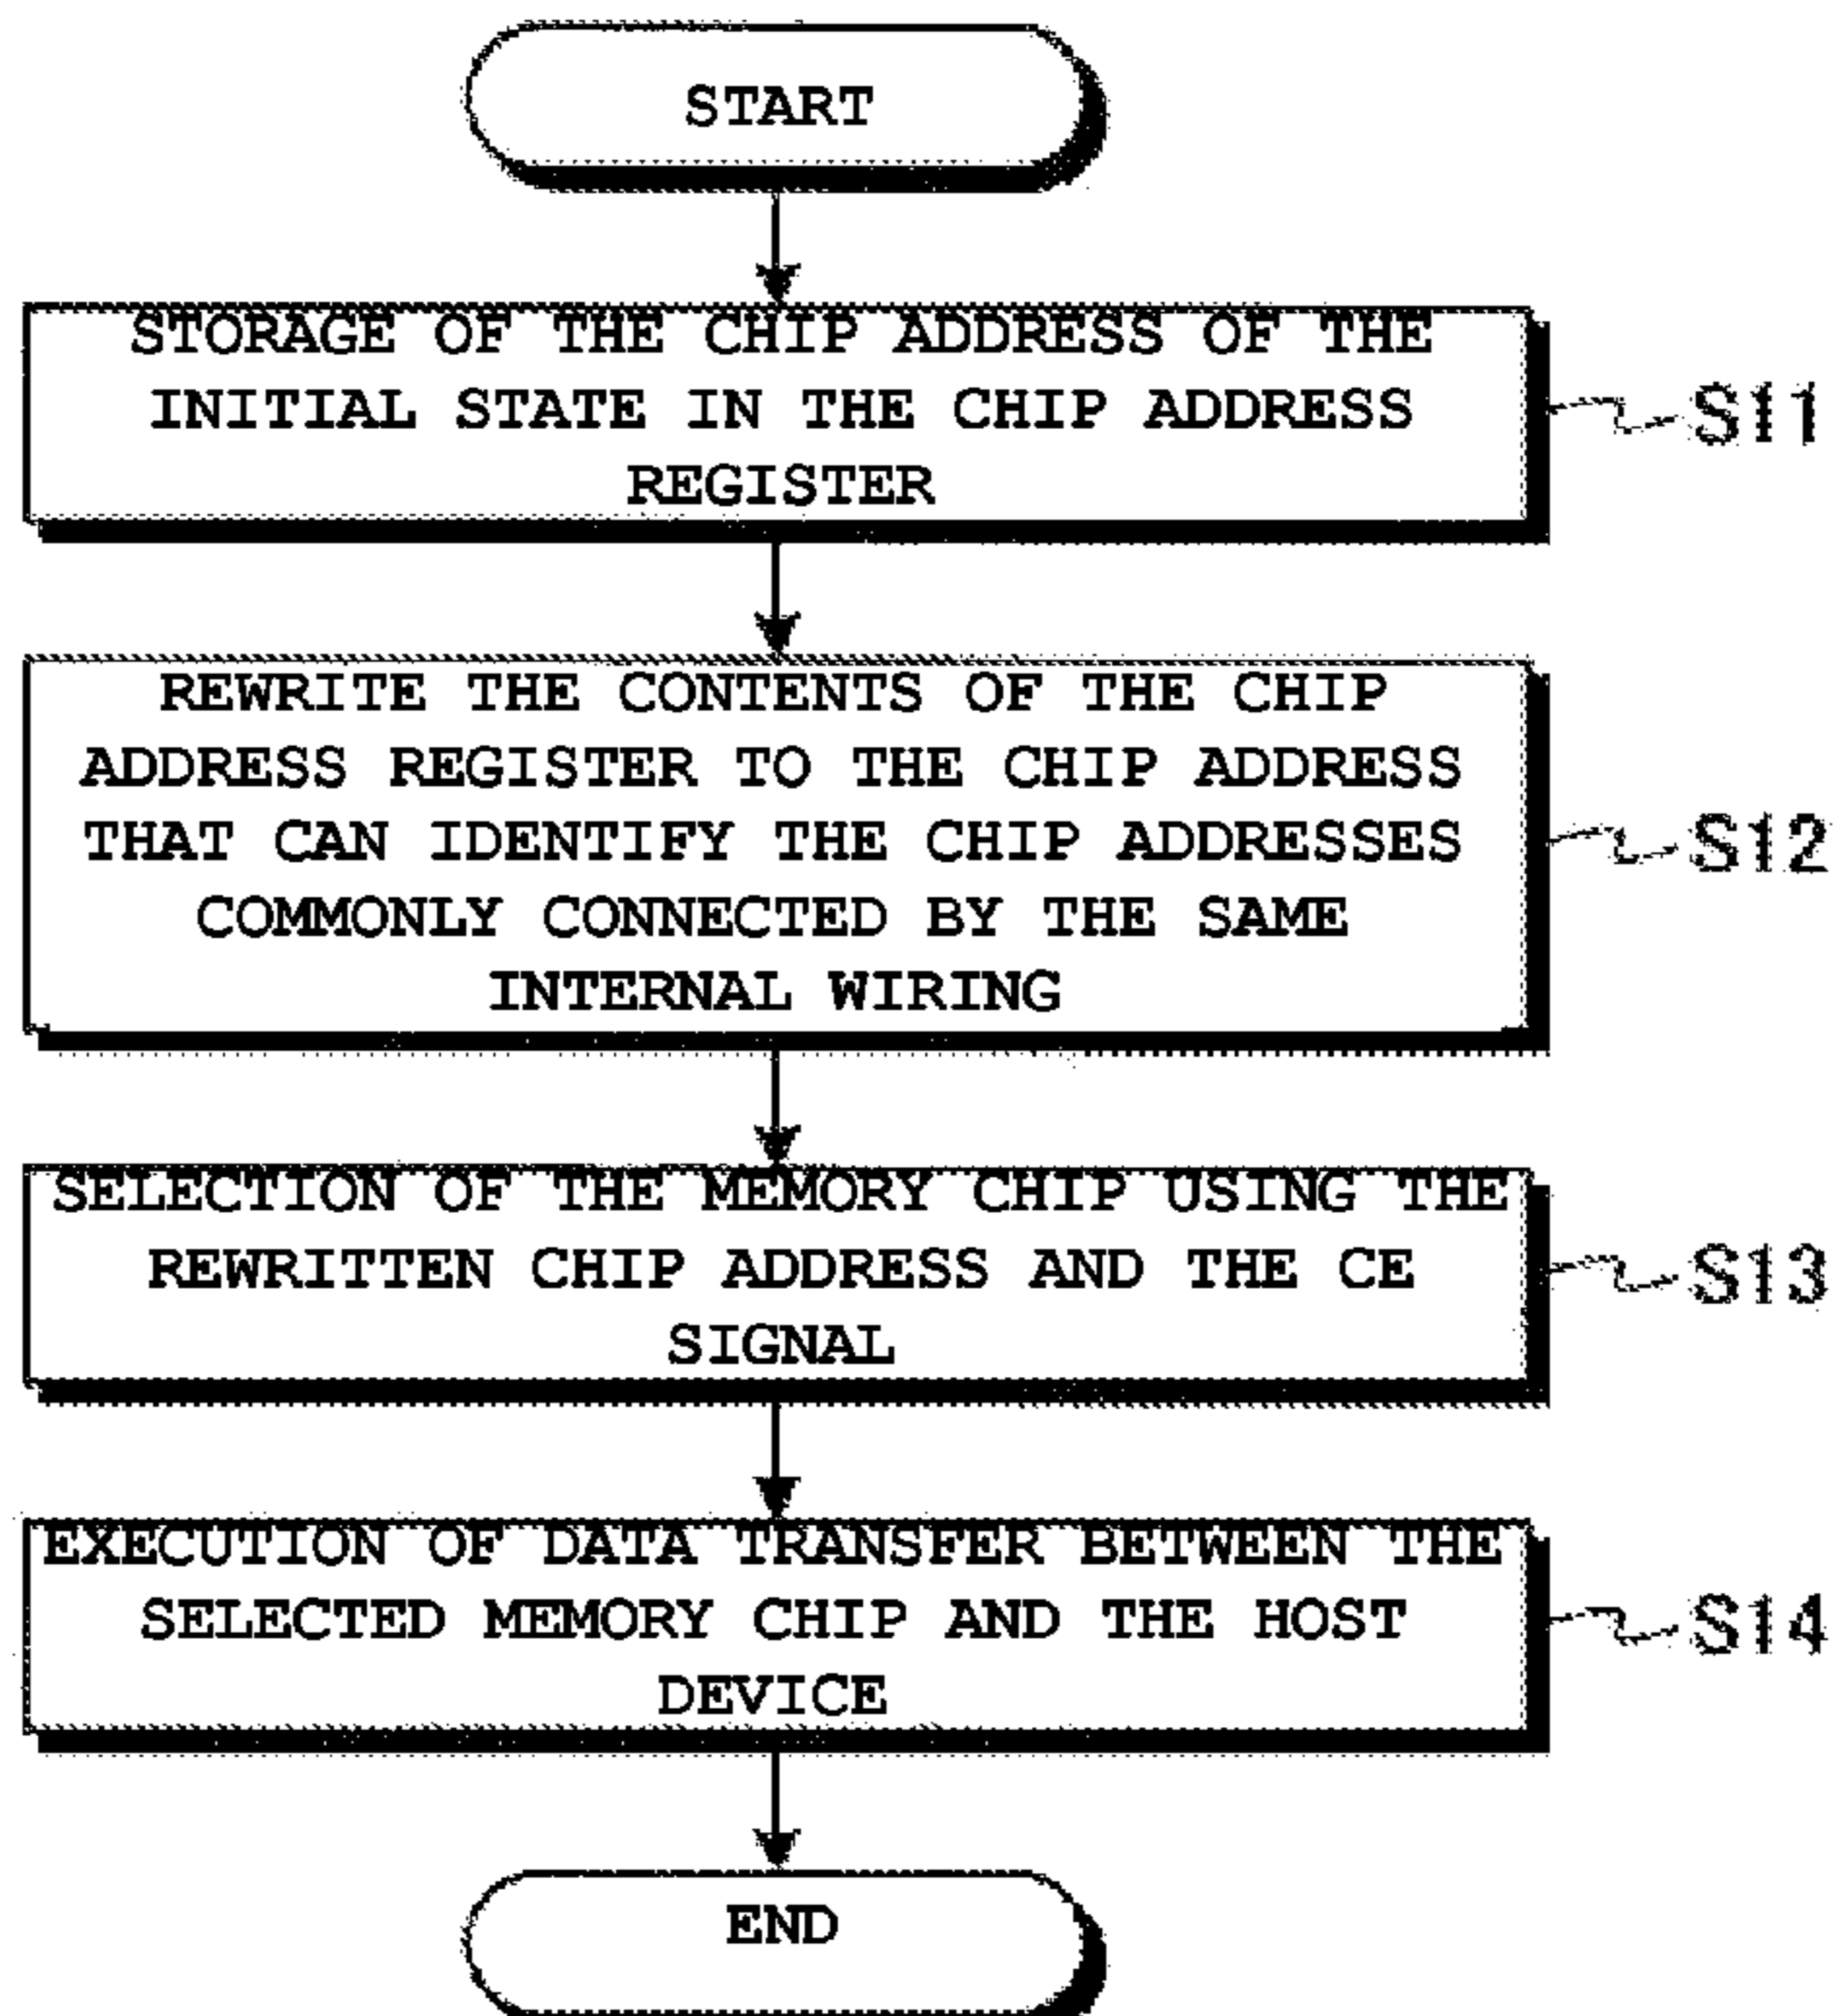 START
STORAGE OF THE CHIP ADDRESS OF THE
INITIAL STATE IN THE CHIP ADDRESS
REGISTER
S11
REWRITE THE CONTENTS OF THE CHIP
ADDRESS REGISTER TO THE CHIP ADDRESS
THAT CAN IDENTIFY THE CHIP ADDRESSES
COMMONLY CONNECTED BY THE SAME
INTERNAL WIRING
S12
SELECTION OF THE MEMORY CHIP USING THE
REWRITTEN CHIP ADDRESS AND THE CE
SIGNAL
S13
EXECUTION OF DATA TRANSFER BETWEEN THE
SELECTED MEMORY CHIP AND THE HOST
DEVICE
S14
END